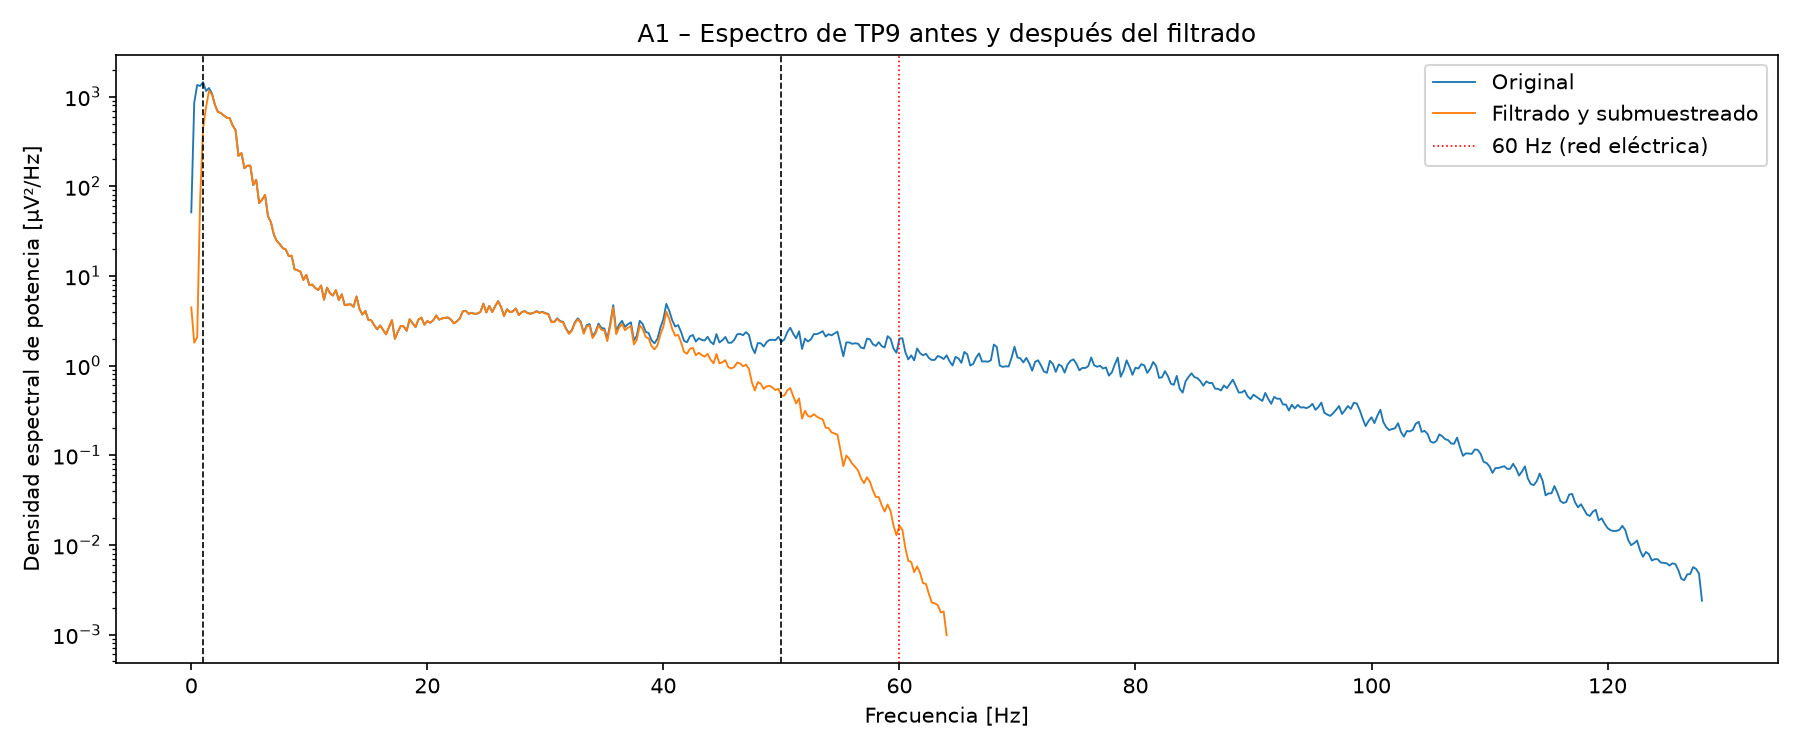 A1 – Espectro de TP9 antes y después del filtrado
Densidad espectral de potencia [µV²/Hz]
10³
10²
10¹
10⁰
10⁻¹
10⁻²
10⁻³
Original
Filtrado y submuestreado
60 Hz (red eléctrica)
0 20 40 60 80 100 120
Frecuencia [Hz]